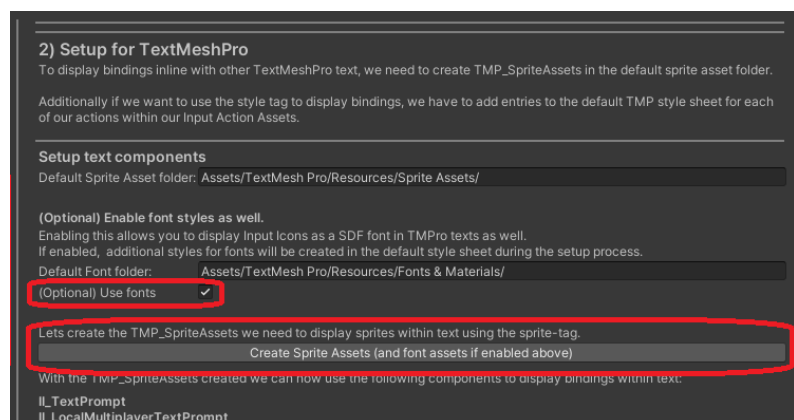 2) Setup for TextMeshPro
To display bindings inline with other TextMeshPro text, we need to create TMP_SpriteAssets in the default sprite asset folder.
Additionally if we want to use the style tag to display bindings, we have to add entries to the default TMP style sheet for each
of our actions within our Input Action Assets.
Setup text components
Default Sprite Asset folder: Assets/TextMesh Pro/Resources/Sprite Assets/
(Optional) Enable font styles as well.
Enabling this allows you to display Input Icons as a SDF font in TMPro texts as well.
If enabled, additional styles for fonts will be created in the default style sheet during the setup process.
Default Font folder: Assets/TextMesh Pro/Resources/Fonts & Materials/
(Optional) Use fonts
Lets create the TMP_SpriteAssets we need to display sprites within text using the sprite-tag.
Create Sprite Assets (and font assets if enabled above)
With the TMP_SpriteAssets created we can now use the following components to display bindings within text:
II_TextPrompt
II_LocalMultiplayerTextPrompt